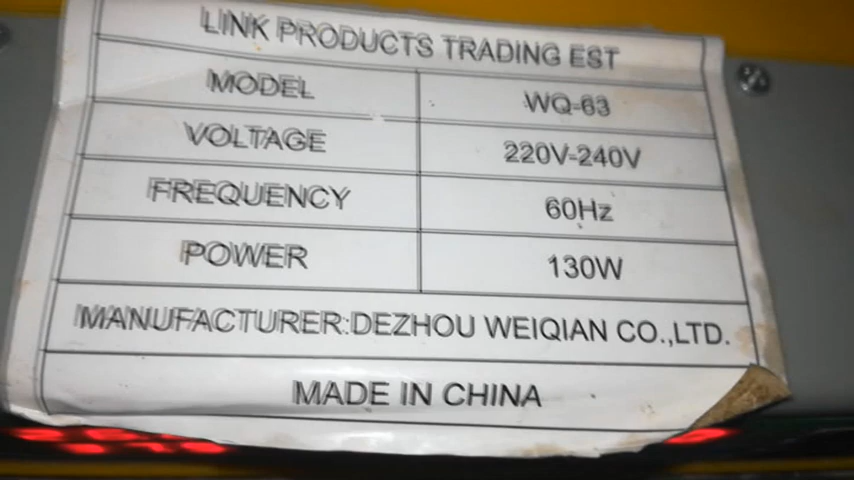 LINK PRODUCTS TRADING EST
MODEL WQ-63
VOLTAGE 220V-240V
FREQUENCY 60Hz
POWER 130W
MANUFACTURER:DEZHOU WEIQIAN CO.,LTD.
MADE IN CHINA